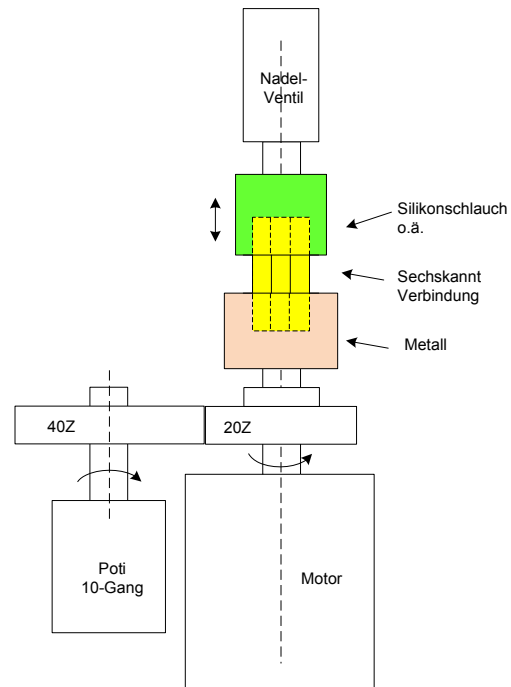 Nadel-
Ventil
Silikonschlauch
o.ä.
Sechskannt
Verbindung
Metall
40Z
20Z
Poti
10-Gang
Motor